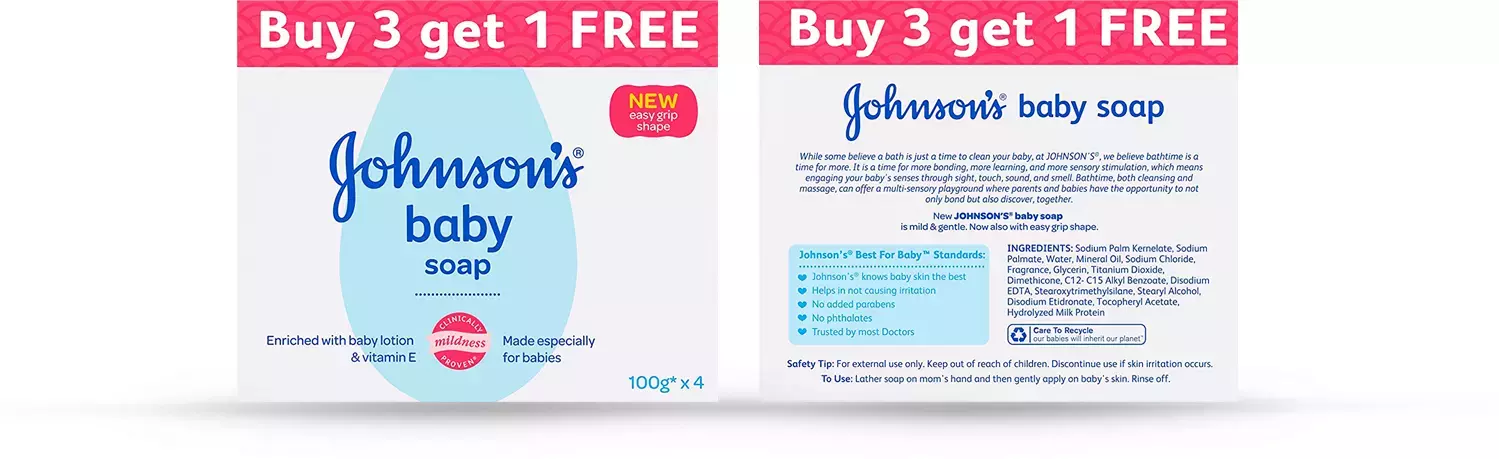 Buy 3 get 1 FREE
NEW
easy grip
shape
Johnson's®
baby
soap
Enriched with baby lotion
& vitamin E
CLINICALLY
mildness
PROVEN®
Made especially
for babies
100g* x 4
Buy 3 get 1 FREE
Johnson's® baby soap
While some believe a bath is just a time to clean your baby, at JOHNSON'S®, we believe bathtime is a
time for more. It is a time for more bonding, more learning, and more sensory stimulation, which means
engaging your baby's senses through sight, touch, sound, and smell. Bathtime, both cleansing and
massage, can offer a multi-sensory playground where parents and babies have the opportunity to not
only bond but also discover, together.
New JOHNSON'S® baby soap
is mild & gentle. Now also with easy grip shape.
Johnson's® Best For Baby™ Standards:
Johnson's® knows baby skin the best
Helps in not causing irritation
No added parabens
No phthalates
Trusted by most Doctors
INGREDIENTS: Sodium Palm Kernelate, Sodium
Palmate, Water, Mineral Oil, Sodium Chloride,
Fragrance, Glycerin, Titanium Dioxide,
Dimethicone, C12- C15 Alkyl Benzoate, Disodium
EDTA, Stearoxytrimethylsilane, Stearyl Alcohol,
Disodium Etidronate, Tocopheryl Acetate,
Hydrolyzed Milk Protein
Care To Recycle
our babies will inherit our planet®
Safety Tip: For external use only. Keep out of reach of children. Discontinue use if skin irritation occurs.
To Use: Lather soap on mom's hand and then gently apply on baby's skin. Rinse off.